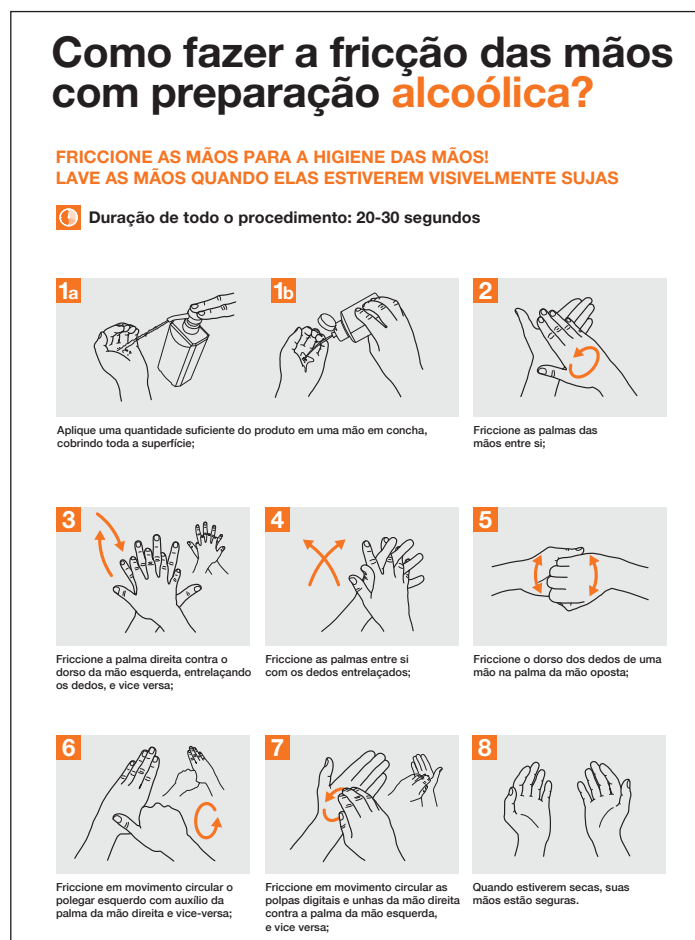 Como fazer a fricção das mãos
com preparação alcoólica?
FRICCIONE AS MÃOS PARA A HIGIENE DAS MÃOS!
LAVE AS MÃOS QUANDO ELAS ESTIVEREM VISIVELMENTE SUJAS
Duração de todo o procedimento: 20-30 segundos
1a
1b
Aplique uma quantidade suficiente do produto em uma mão em concha,
cobrindo toda a superfície;
2
Friccione as palmas das
mãos entre si;
3
Friccione a palma direita contra o
dorso da mão esquerda, entrelaçando
os dedos, e vice versa;
4
Friccione as palmas entre si
com os dedos entrelaçados;
5
Friccione o dorso dos dedos de uma
mão na palma da mão oposta;
6
Friccione em movimento circular o
polegar esquerdo com auxílio da
palma da mão direita e vice-versa;
7
Friccione em movimento circular as
polpas digitais e unhas da mão direita
contra a palma da mão esquerda,
e vice versa;
8
Quando estiverem secas, suas
mãos estão seguras.